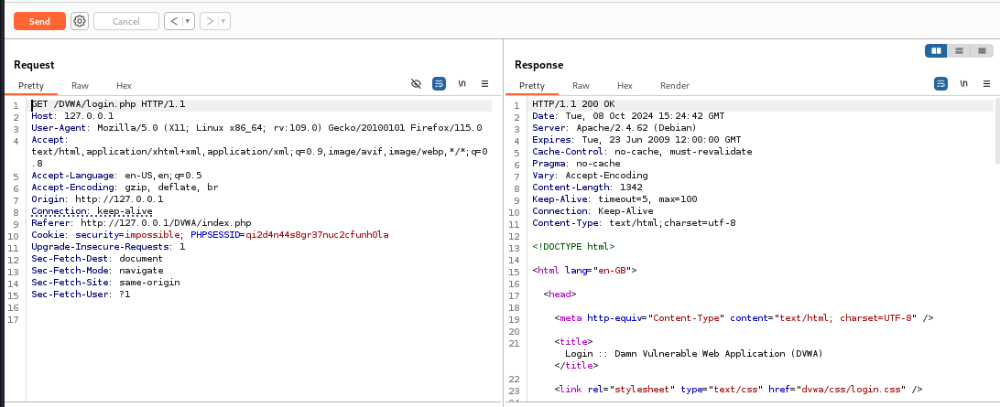 Send
Cancel
Request
Pretty Raw Hex
\n
1 GET /DVWA/login.php HTTP/1.1
2 Host: 127.0.0.1
3 User-Agent: Mozilla/5.0 (X11; Linux x86_64; rv:109.0) Gecko/20100101 Firefox/115.0
4 Accept:
text/html,application/xhtml+xml,application/xml;q=0.9,image/avif,image/webp,*/*;q=0
.8
5 Accept-Language: en-US,en;q=0.5
6 Accept-Encoding: gzip, deflate, br
7 Origin: http://127.0.0.1
8 Connection: keep-alive
9 Referer: http://127.0.0.1/DVWA/index.php
10 Cookie: security=impossible; PHPSESSID=qi2d4n44s8gr37nuc2cfunh0la
11 Upgrade-Insecure-Requests: 1
12 Sec-Fetch-Dest: document
13 Sec-Fetch-Mode: navigate
14 Sec-Fetch-Site: same-origin
15 Sec-Fetch-User: ?1
16
17
Response
Pretty Raw Hex Render
\n
1 HTTP/1.1 200 OK
2 Date: Tue, 08 Oct 2024 15:24:42 GMT
3 Server: Apache/2.4.62 (Debian)
4 Expires: Tue, 23 Jun 2009 12:00:00 GMT
5 Cache-Control: no-cache, must-revalidate
6 Pragma: no-cache
7 Vary: Accept-Encoding
8 Content-Length: 1342
9 Keep-Alive: timeout=5, max=100
10 Connection: Keep-Alive
11 Content-Type: text/html;charset=utf-8
12
13 <!DOCTYPE html>
14
15 <html lang="en-GB">
16
17 <head>
18
19 <meta http-equiv="Content-Type" content="text/html; charset=UTF-8" />
20
21 <title>
Login :: Damn Vulnerable Web Application (DVWA)
</title>
22
23 <link rel="stylesheet" type="text/css" href="dvwa/css/login.css" />